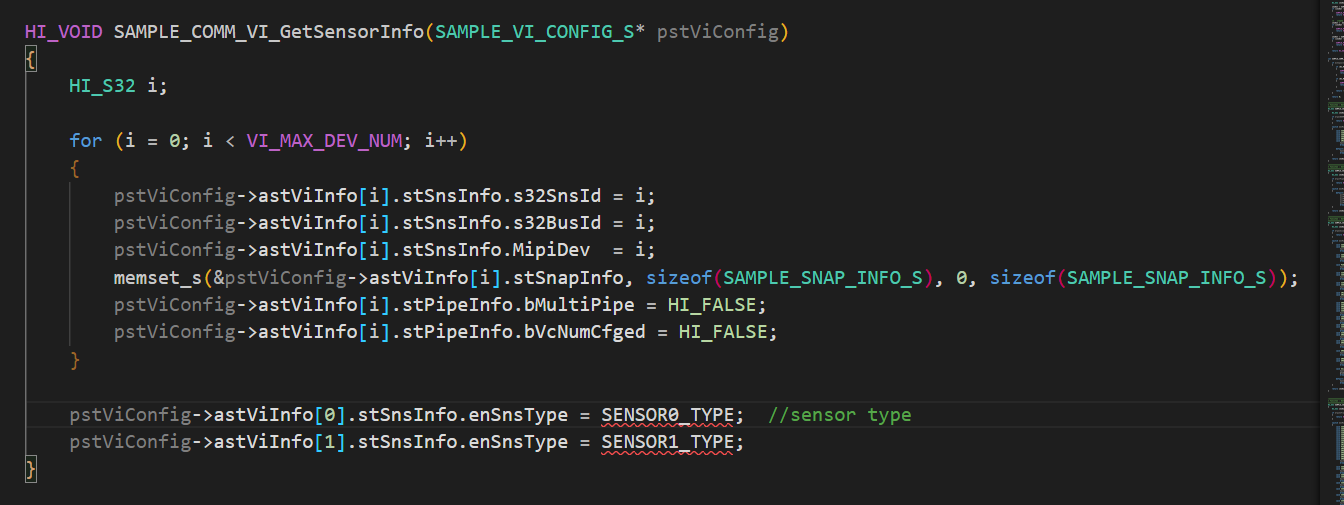 HI_VOID SAMPLE_COMM_VI_GetSensorInfo(SAMPLE_VI_CONFIG_S* pstViConfig)
{
    HI_S32 i;

    for (i = 0; i < VI_MAX_DEV_NUM; i++)
    {
        pstViConfig->astViInfo[i].stSnsInfo.s32SnsId = i;
        pstViConfig->astViInfo[i].stSnsInfo.s32BusId = i;
        pstViConfig->astViInfo[i].stSnsInfo.MipiDev  = i;
        memset_s(&pstViConfig->astViInfo[i].stSnapInfo, sizeof(SAMPLE_SNAP_INFO_S), 0, sizeof(SAMPLE_SNAP_INFO_S));
        pstViConfig->astViInfo[i].stPipeInfo.bMultiPipe = HI_FALSE;
        pstViConfig->astViInfo[i].stPipeInfo.bVcNumCfged = HI_FALSE;
    }

    pstViConfig->astViInfo[0].stSnsInfo.enSnsType = SENSOR0_TYPE;  //sensor type
    pstViConfig->astViInfo[1].stSnsInfo.enSnsType = SENSOR1_TYPE;
}